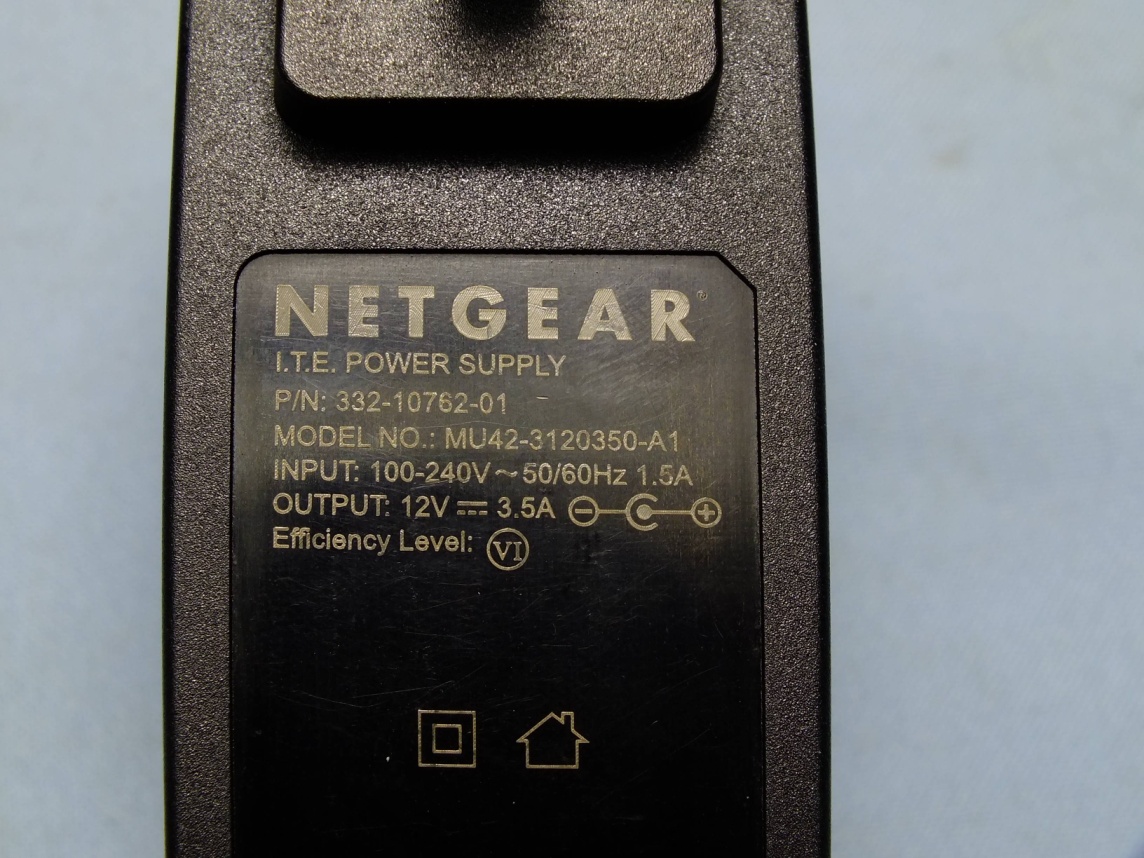 NETGEAR®
I.T.E. POWER SUPPLY
P/N: 332-10762-01
MODEL NO.: MU42-3120350-A1
INPUT: 100-240V~50/60Hz 1.5A
OUTPUT: 12V⎓3.5A
Efficiency Level: VI